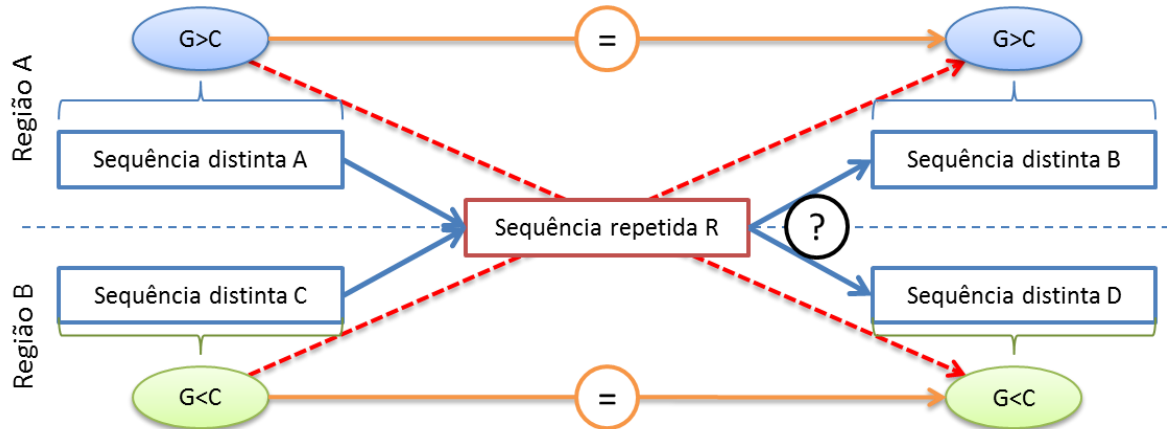 Região A
G>C
=
G>C
Sequência distinta A
Sequência distinta B
Sequência repetida R
?
Região B
Sequência distinta C
Sequência distinta D
G<C
=
G<C